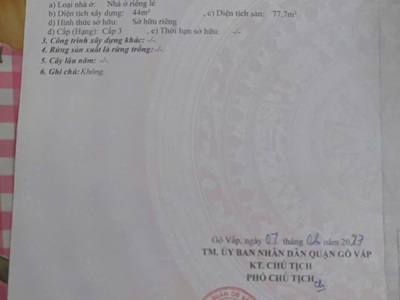 a) Loại nhà ở: Nhà ở riêng lẻ
b) Diện tích xây dựng: 44m² , c) Diện tích sàn: 77,7m²
d) Hình thức sở hữu: Sở hữu riêng
đ) Cấp (Hạng): Cấp 3 , e) Thời hạn sở hữu: -/-
3. Công trình xây dựng khác: -/-
4. Rừng sản xuất là rừng trồng: -/-
5. Cây lâu năm: -/-
6. Ghi chú: Không.
Gò Vấp, ngày 07 tháng 02 năm 2023
TM. ỦY BAN NHÂN DÂN QUẬN GÒ VẤP
KT. CHỦ TỊCH
PHÓ CHỦ TỊCH